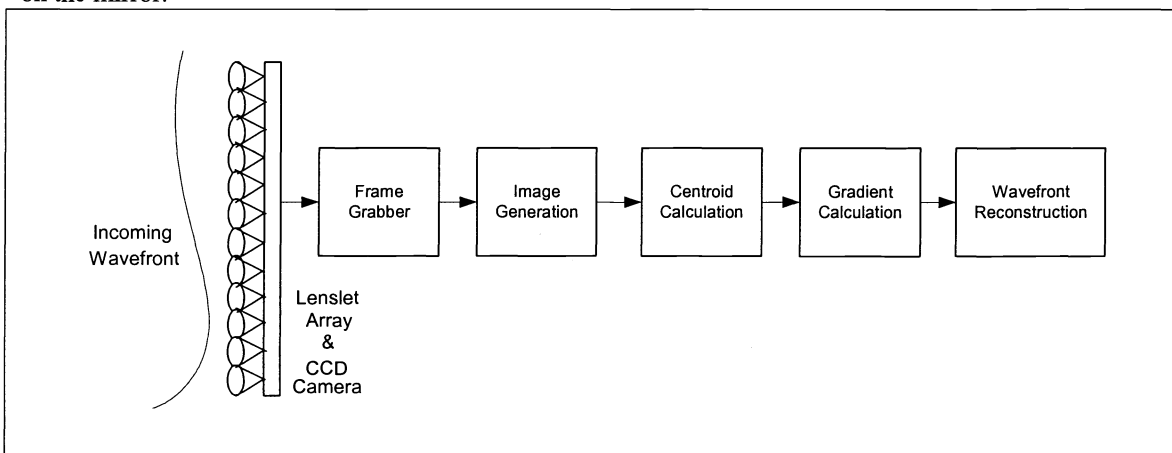 on the mirror.
Incoming
Wavefront
Lenslet
Array
&
CCD
Camera
Frame
Grabber
Image
Generation
Centroid
Calculation
Gradient
Calculation
Wavefront
Reconstruction